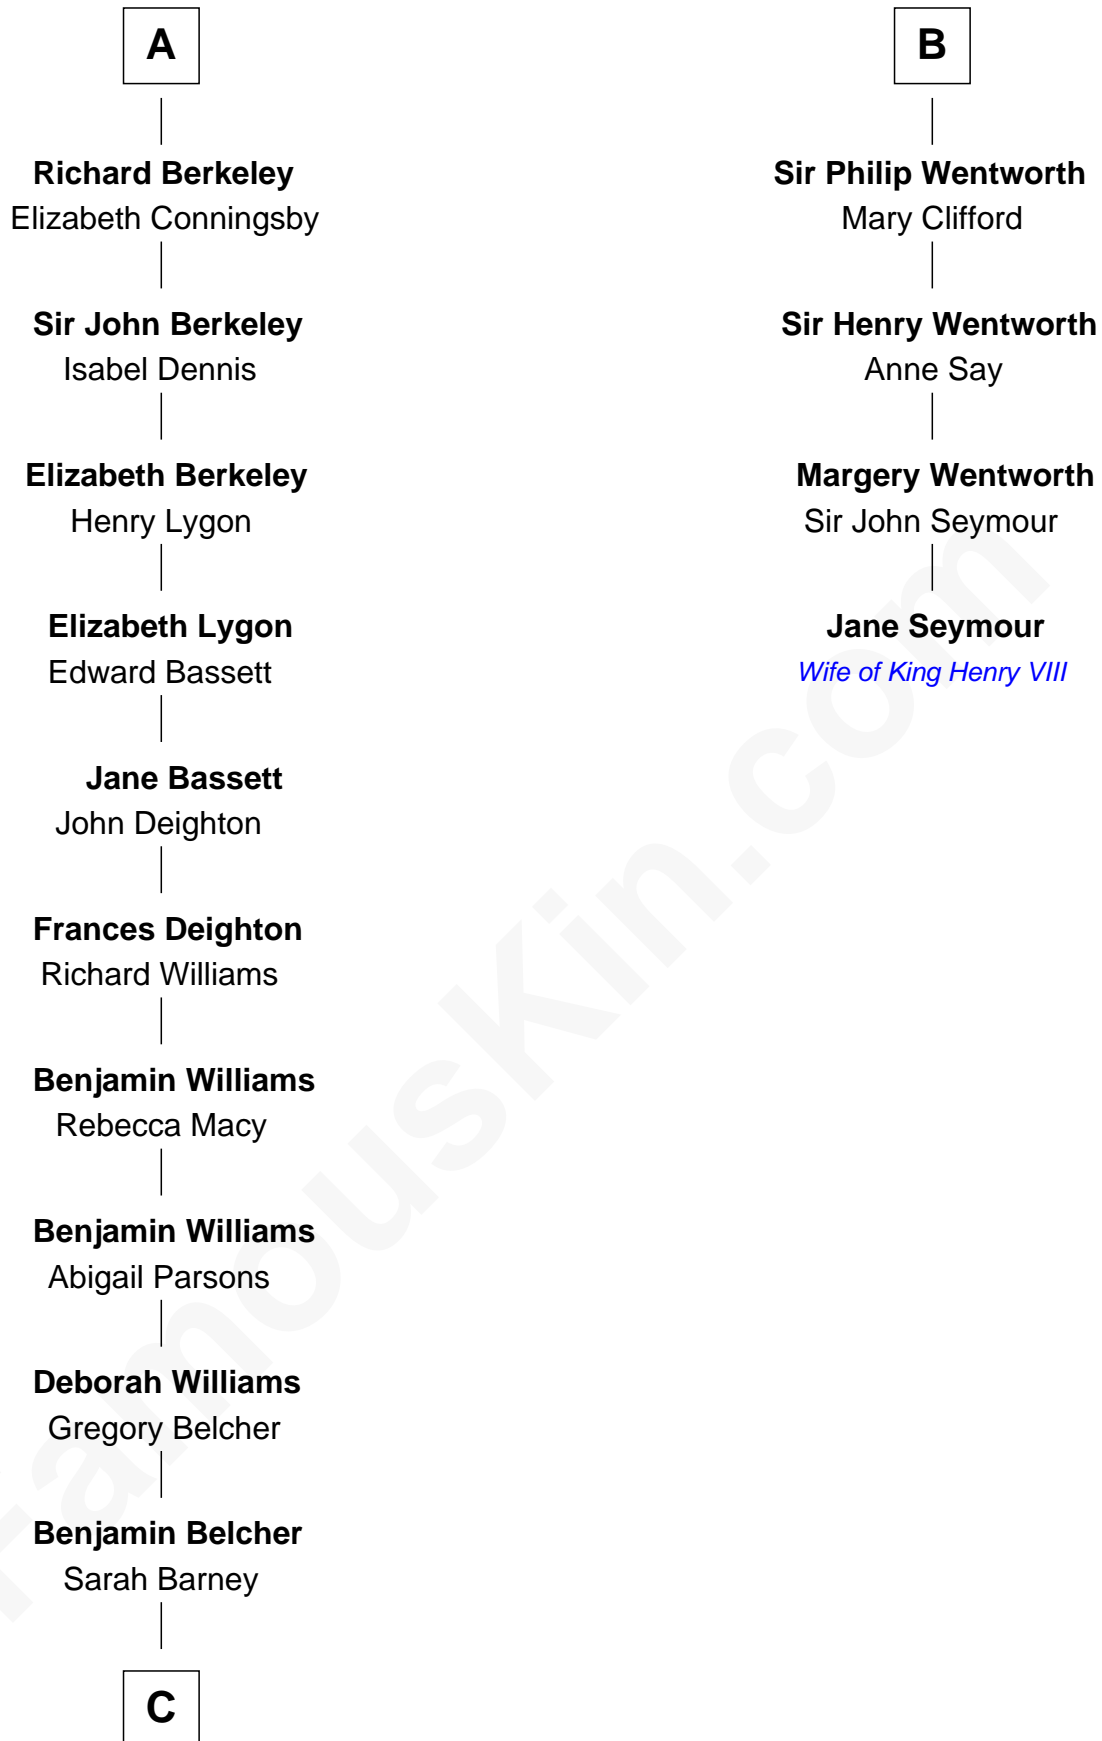 A
Richard Berkeley
Elizabeth Conningsby
Sir John Berkeley
Isabel Dennis
Elizabeth Berkeley
Henry Lygon
Elizabeth Lygon
Edward Bassett
Jane Bassett
John Deighton
Frances Deighton
Richard Williams
Benjamin Williams
Rebecca Macy
Benjamin Williams
Abigail Parsons
Deborah Williams
Gregory Belcher
Benjamin Belcher
Sarah Barney
C
B
Sir Philip Wentworth
Mary Clifford
Sir Henry Wentworth
Anne Say
Margery Wentworth
Sir John Seymour
Jane Seymour
Wife of King Henry VIII
FamousKin.com